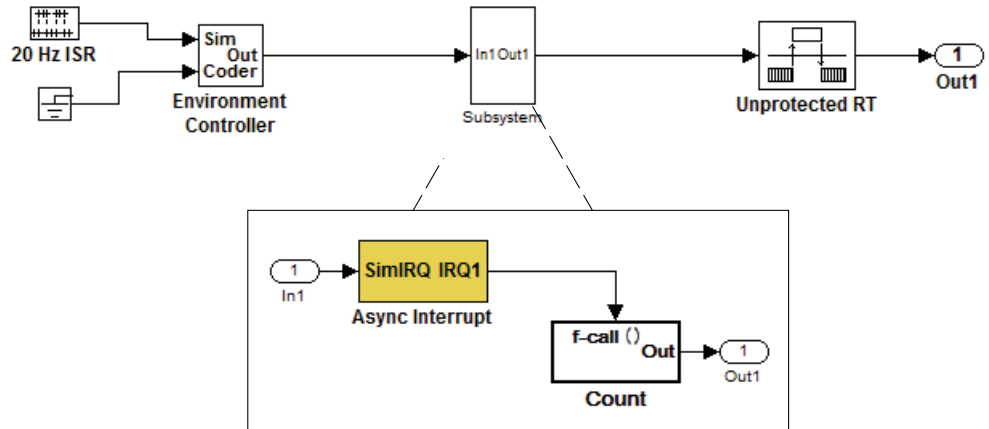 20 Hz ISR
Sim
Out
Coder
Environment
Controller
In1 Out1
Subsystem
Unprotected RT
1
Out1
1
In1
SimIRQ IRQ1
Async Interrupt
f-call ()
Out
Count
1
Out1